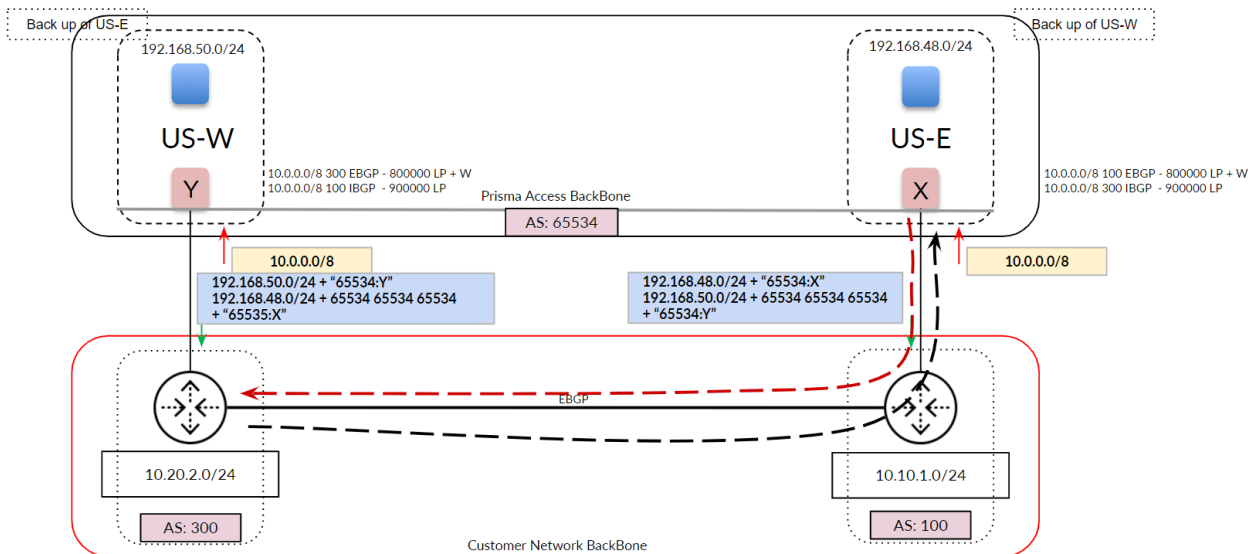 Back up of US-E
Back up of US-W
192.168.50.0/24
192.168.48.0/24
US-W
US-E
Y
10.0.0.0/8 300 EBGP - 800000 LP + W
10.0.0.0/8 100 IBGP - 900000 LP
X
10.0.0.0/8 100 EBGP - 800000 LP + W
10.0.0.0/8 300 IBGP - 900000 LP
Prisma Access BackBone
AS: 65534
10.0.0.0/8
10.0.0.0/8
192.168.50.0/24 + “65534:Y”
192.168.48.0/24 + 65534 65534 65534
+ “65535:X”
192.168.48.0/24 + “65534:X”
192.168.50.0/24 + 65534 65534 65534
+ “65534:Y”
EBGP
10.20.2.0/24
10.10.1.0/24
AS: 300
AS: 100
Customer Network BackBone